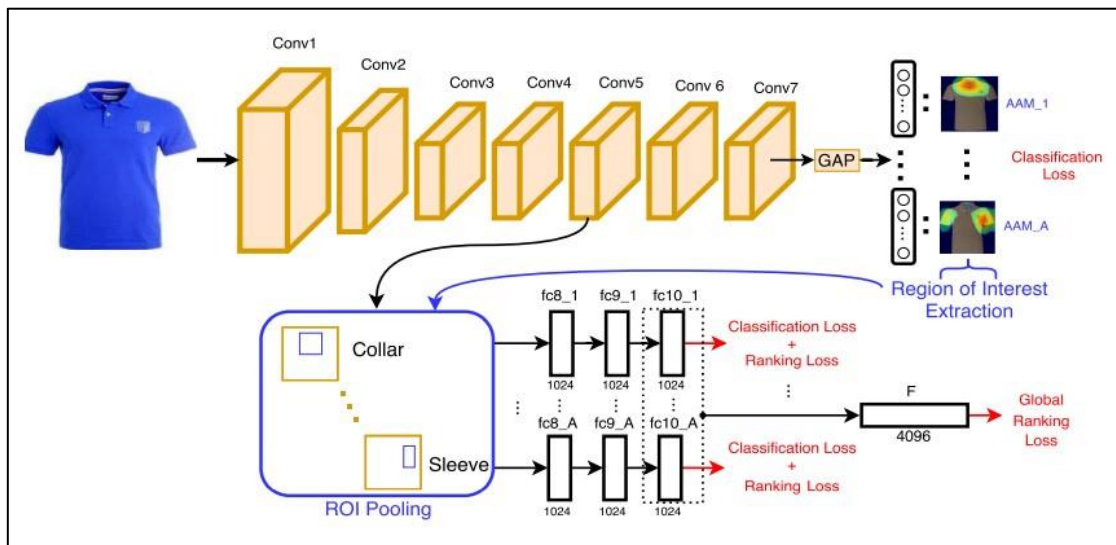 Conv1
Conv2
Conv3
Conv4
Conv5
Conv 6
Conv7
GAP
AAM_1
Classification
Loss
AAM_A
Region of Interest
Extraction
Collar
Sleeve
ROI Pooling
fc8_1
fc9_1
fc10_1
1024
1024
1024
fc8_A
fc9_A
fc10_A
1024
1024
1024
Classification Loss
+
Ranking Loss
Classification Loss
+
Ranking Loss
F
4096
Global
Ranking
Loss